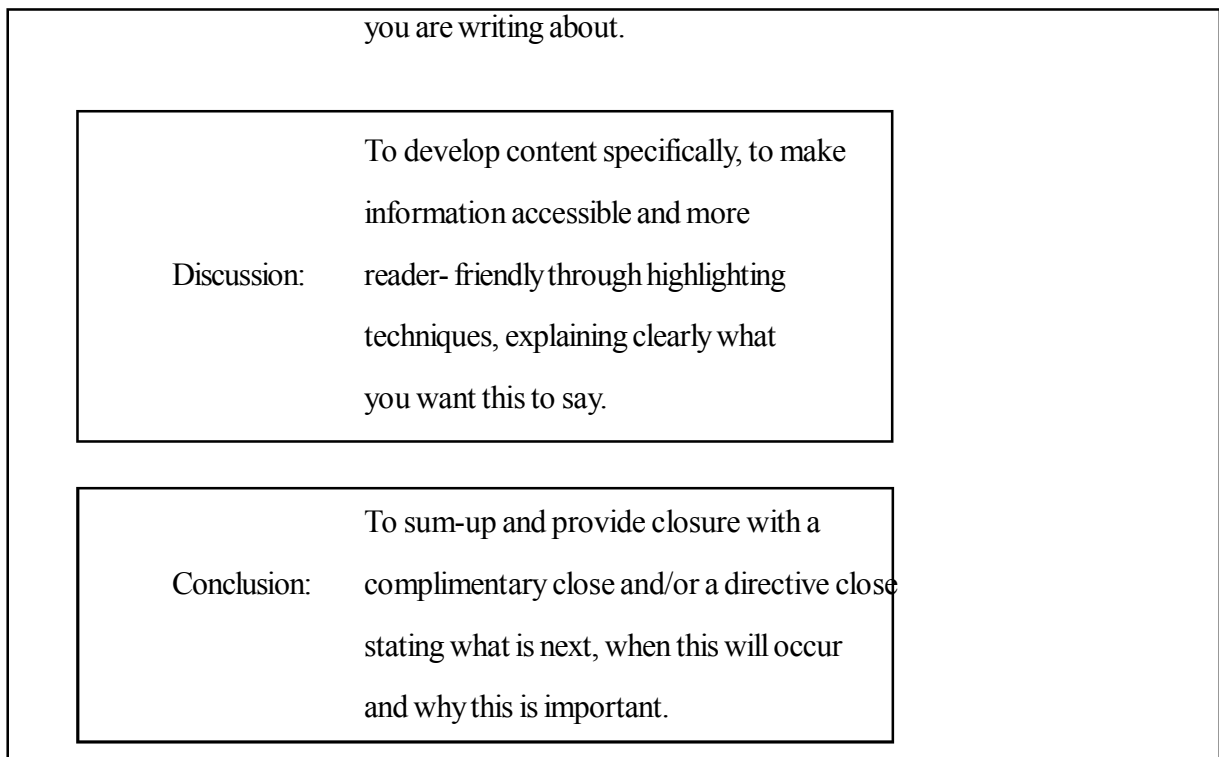 you are writing about.
To develop content specifically, to make
information accessible and more
Discussion: reader- friendly through highlighting
techniques, explaining clearly what
you want this to say.
To sum-up and provide closure with a
Conclusion: complimentary close and/or a directive close
stating what is next, when this will occur
and why this is important.